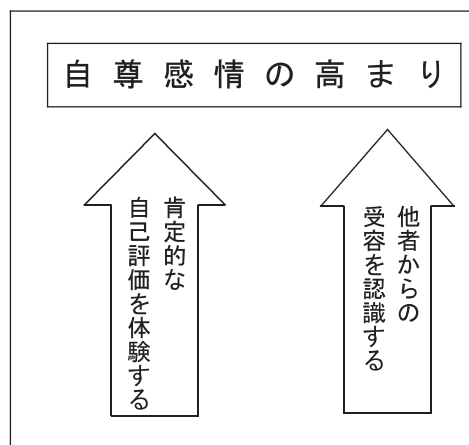 自尊感情の高まり
肯定的な
自己評価を体験する
他者からの
受容を認識する